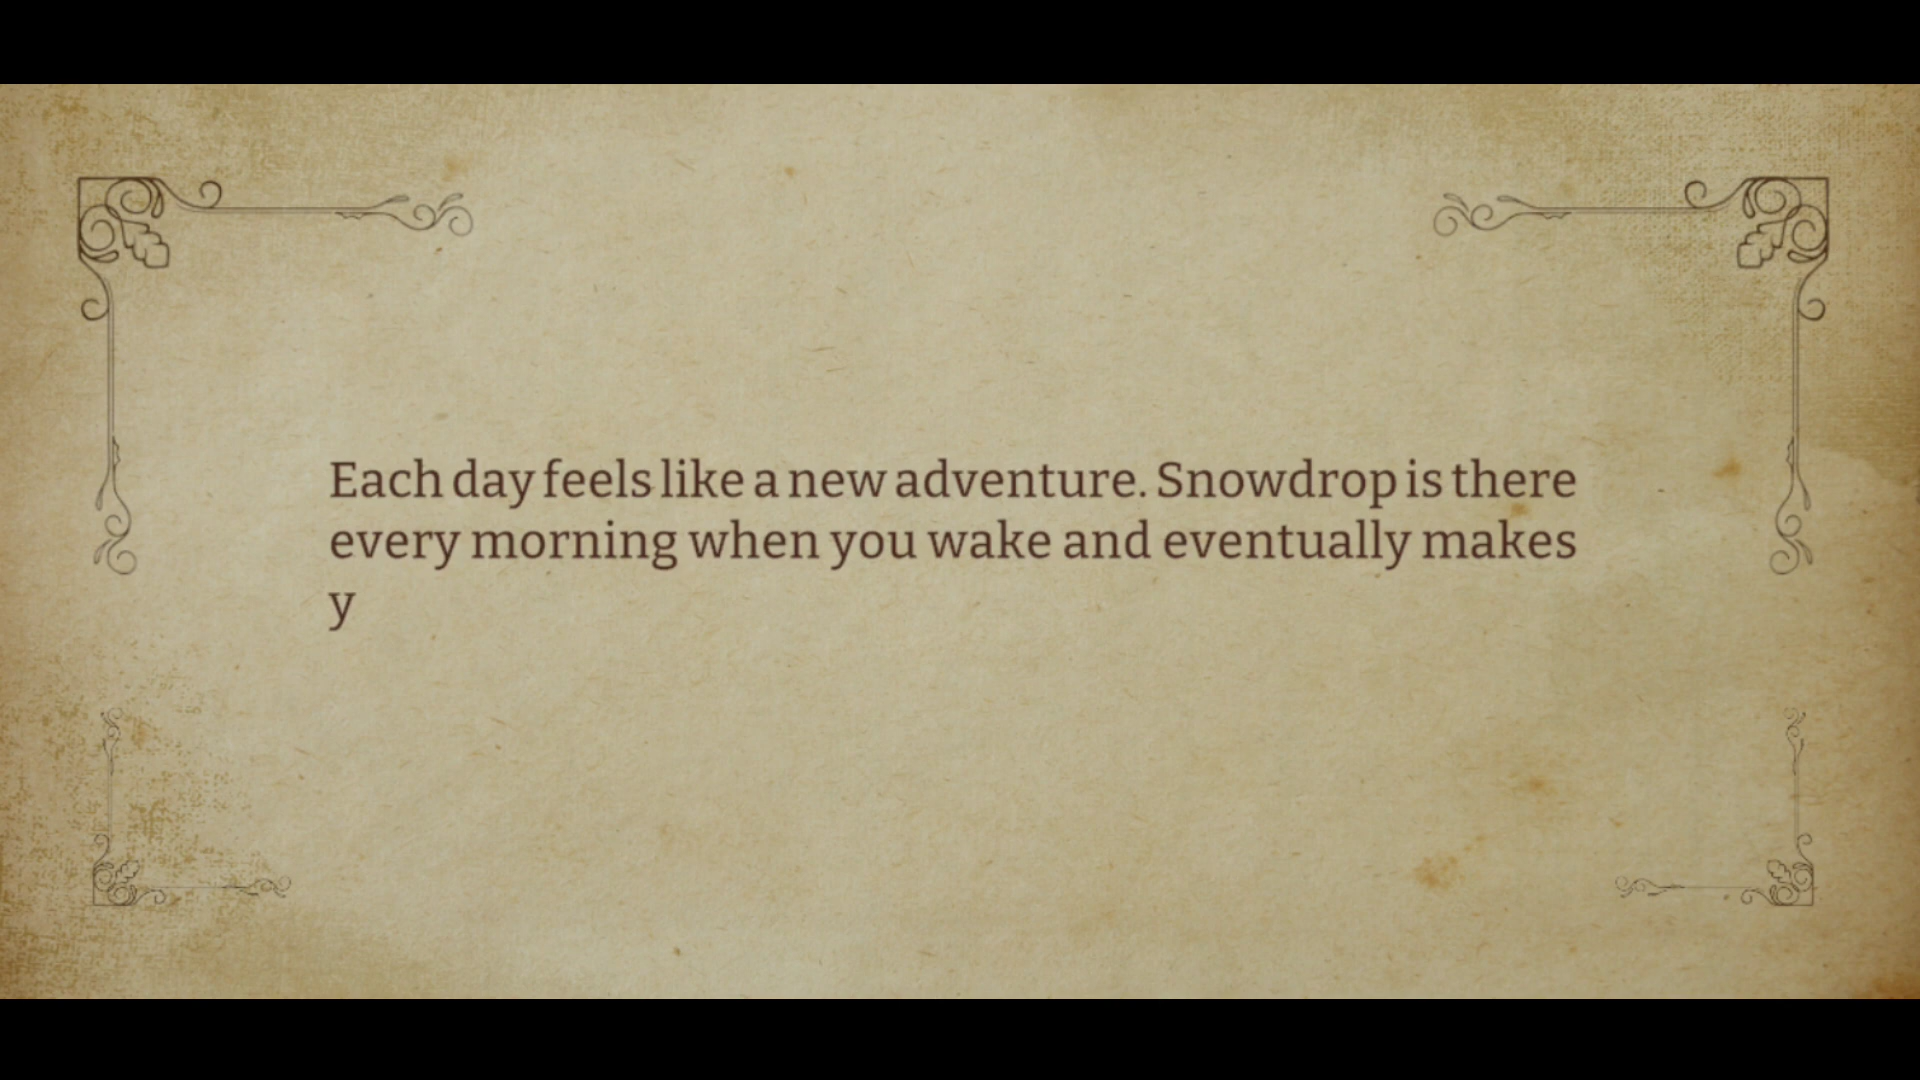 Each day feels like a new adventure. Snowdrop is there
every morning when you wake and eventually makes
y